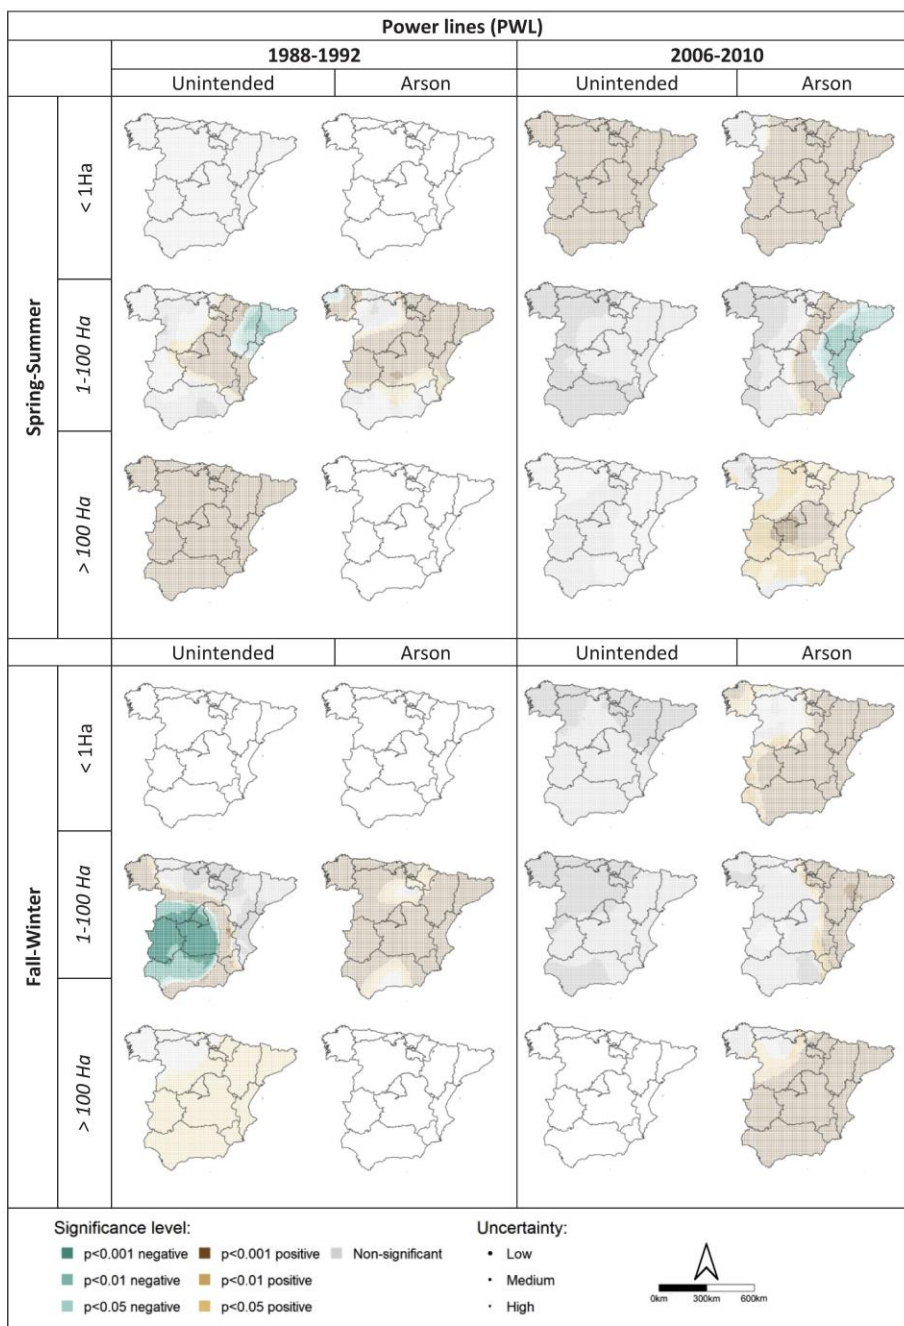 Power lines (PWL)
1988-1992 2006-2010
Unintended Arson Unintended Arson
Spring-Summer
< 1Ha
1-100 Ha
> 100 Ha
Unintended Arson Unintended Arson
Fall-Winter
< 1Ha
1-100 Ha
> 100 Ha
Significance level: Uncertainty:
p<0.001 negative p<0.001 positive Non-significant Low
p<0.01 negative p<0.01 positive Medium
p<0.05 negative p<0.05 positive High
0km 300km 600km